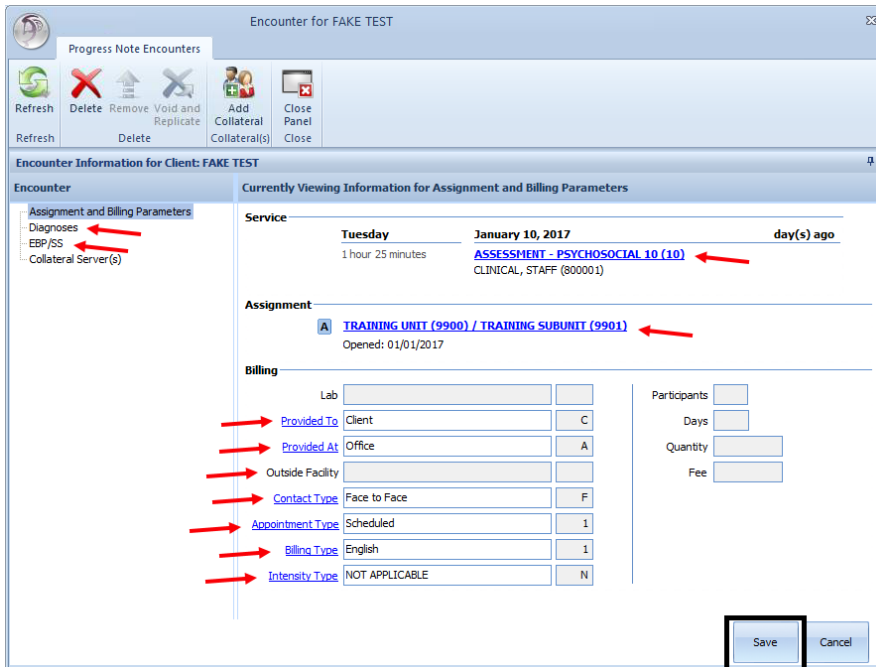 Encounter for FAKE TEST
Progress Note Encounters
Refresh Delete Remove Void and Replicate Add Collateral Close Panel
Refresh Delete Collateral(s) Close
Encounter Information for Client: FAKE TEST
Encounter
Currently Viewing Information for Assignment and Billing Parameters
Assignment and Billing Parameters
Diagnoses
EBP/SS
Collateral Server(s)
Service
Tuesday January 10, 2017 day(s) ago
1 hour 25 minutes ASSESSMENT - PSYCHOSOCIAL 10 (10)
CLINICAL, STAFF (800001)
Assignment
A TRAINING UNIT (9900) / TRAINING SUBUNIT (9901)
Opened: 01/01/2017
Billing
Lab
Provided To Client C
Provided At Office A
Outside Facility
Contact Type Face to Face F
Appointment Type Scheduled 1
Billing Type English 1
Intensity Type NOT APPLICABLE N
Participants
Days
Quantity
Fee
Save Cancel